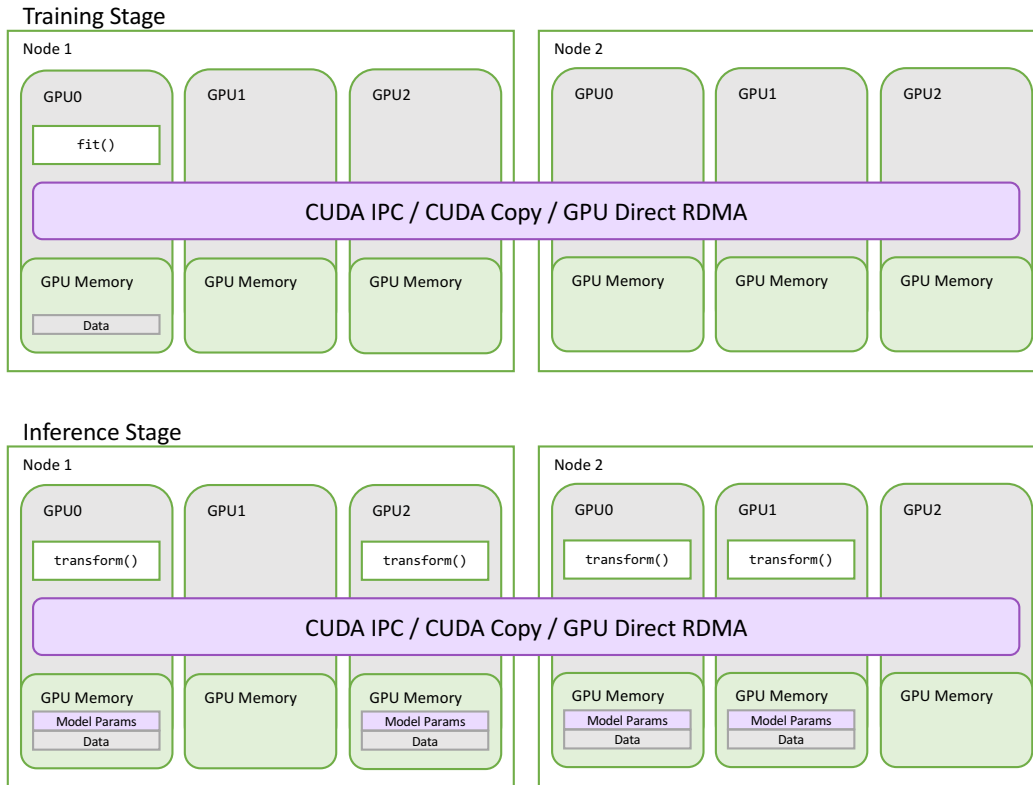 Training Stage
Node 1
Node 2
GPU0
GPU1
GPU2
GPU0
GPU1
GPU2
fit()
CUDA IPC / CUDA Copy / GPU Direct RDMA
GPU Memory
GPU Memory
GPU Memory
GPU Memory
GPU Memory
GPU Memory
Data
Inference Stage
Node 1
Node 2
GPU0
GPU1
GPU2
GPU0
GPU1
GPU2
transform()
transform()
transform()
transform()
CUDA IPC / CUDA Copy / GPU Direct RDMA
GPU Memory
GPU Memory
GPU Memory
GPU Memory
GPU Memory
GPU Memory
Model Params
Model Params
Model Params
Model Params
Data
Data
Data
Data